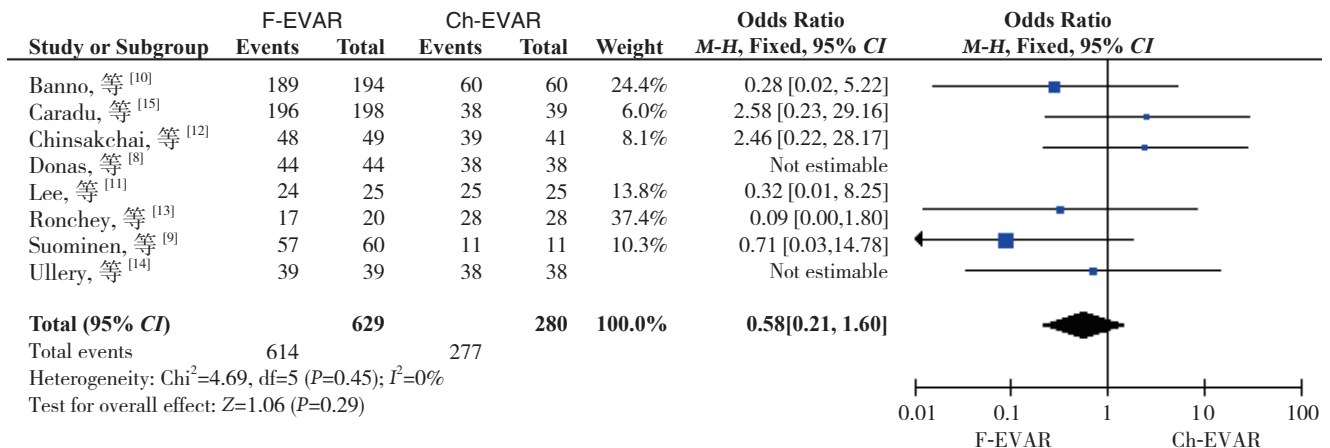 F-EVAR Ch-EVAR Odds Ratio Odds Ratio
Study or Subgroup Events Total Events Total Weight M-H, Fixed, 95% CI M-H, Fixed, 95% CI
Banno, 等 [10] 189 194 60 60 24.4% 0.28 [0.02, 5.22]
Caradu, 等 [15] 196 198 38 39 6.0% 2.58 [0.23, 29.16]
Chinsakchai, 等 [12] 48 49 39 41 8.1% 2.46 [0.22, 28.17]
Donas, 等 [8] 44 44 38 38 Not estimable
Lee, 等 [11] 24 25 25 25 13.8% 0.32 [0.01, 8.25]
Ronchey, 等 [13] 17 20 28 28 37.4% 0.09 [0.00,1.80]
Suominen, 等 [9] 57 60 11 11 10.3% 0.71 [0.03,14.78]
Ullery, 等 [14] 39 39 38 38 Not estimable
Total (95% CI) 629 280 100.0% 0.58[0.21, 1.60]
Total events 614 277
Heterogeneity: Chi²=4.69, df=5 (P=0.45); I²=0%
Test for overall effect: Z=1.06 (P=0.29)
0.01 0.1 1 10 100
F-EVAR Ch-EVAR